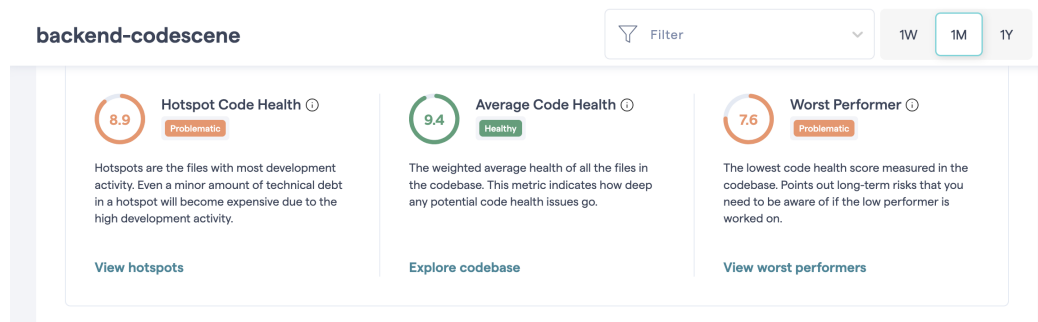 backend-codescene
Filter
1W 1M 1Y
8.9
Hotspot Code Health
Problematic
Hotspots are the files with most development
activity. Even a minor amount of technical debt
in a hotspot will become expensive due to the
high development activity.
View hotspots
9.4
Average Code Health
Healthy
The weighted average health of all the files in
the codebase. This metric indicates how deep
any potential code health issues go.
Explore codebase
7.6
Worst Performer
Problematic
The lowest code health score measured in the
codebase. Points out long-term risks that you
need to be aware of if the low performer is
worked on.
View worst performers